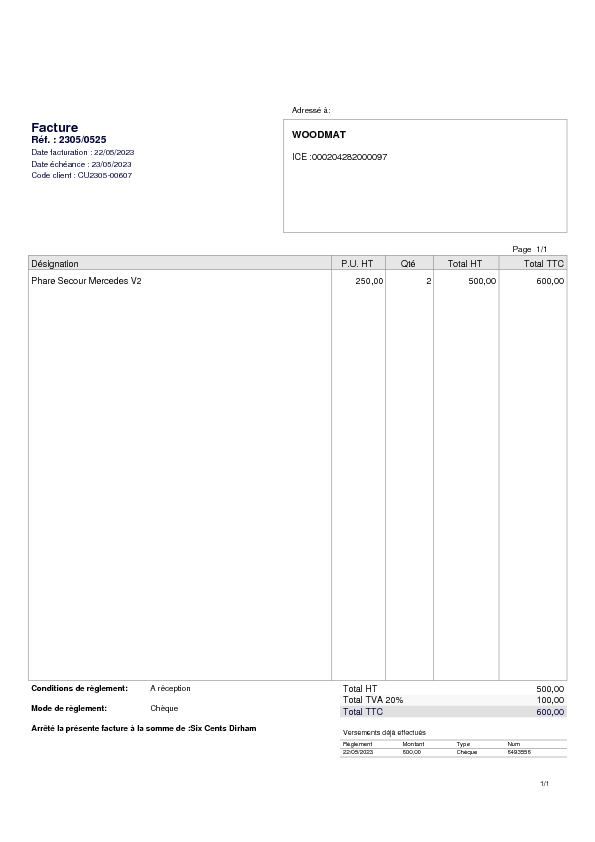 Adressé à:
Facture
Réf. : 2305/0525
Date facturation : 22/05/2023
Date échéance : 23/05/2023
Code client : CU2305-00607
WOODMAT
ICE :000204282000097
Page 1/1
Désignation P.U. HT Qté Total HT Total TTC
Phare Secour Mercedes V2 250,00 2 500,00 600,00
Conditions de règlement: A réception
Mode de règlement: Chèque
Arrêté la présente facture à la somme de :Six Cents Dirham
Total HT 500,00
Total TVA 20% 100,00
Total TTC 600,00
Versements déjà effectués
Règlement Montant Type Num
22/05/2023 600,00 Chèque
1/1